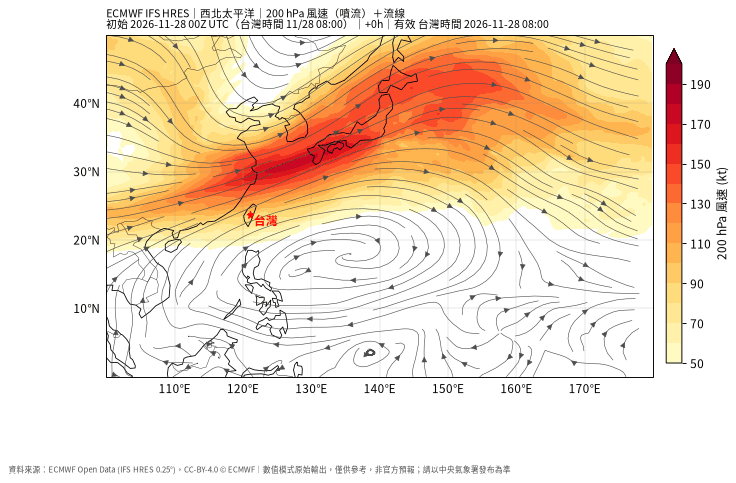 ECMWF IFS HRES｜西北太平洋｜200 hPa 風速（噴流）＋流線
初始 2026-11-28 00Z UTC（台灣時間 11/28 08:00）｜+0h｜有效 台灣時間 2026-11-28 08:00
40°N
30°N
20°N
10°N
110°E
120°E
130°E
140°E
150°E
160°E
170°E
台灣
190
170
150
130
110
90
70
50
200 hPa 風速 (kt)
資料來源：ECMWF Open Data (IFS HRES 0.25°)，CC-BY-4.0 © ECMWF｜數值模式原始輸出，僅供參考，非官方預報；請以中央氣象署發布為準